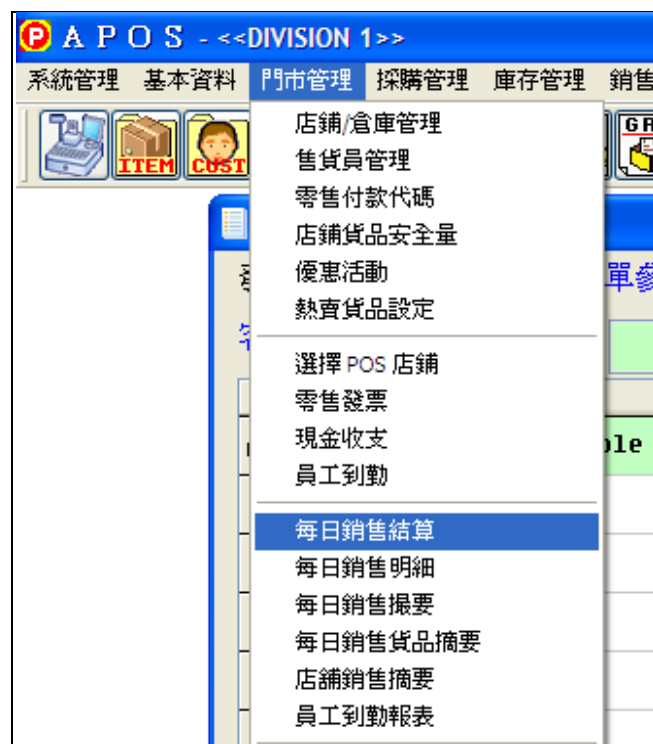 A P O S - <<DIVISION 1>>
系統管理 基本資料 門市管理 採購管理 庫存管理 銷售
ITEM CUST GR
店鋪/倉庫管理
售貨員管理
零售付款代碼
店鋪貨品安全量
優惠活動
單參
熱賣貨品設定
選擇 POS 店鋪
零售發票
現金收支
ole
員工到勤
每日銷售結算
每日銷售明細
每日銷售撮要
每日銷售貨品摘要
店舖銷售摘要
員工到勤報表